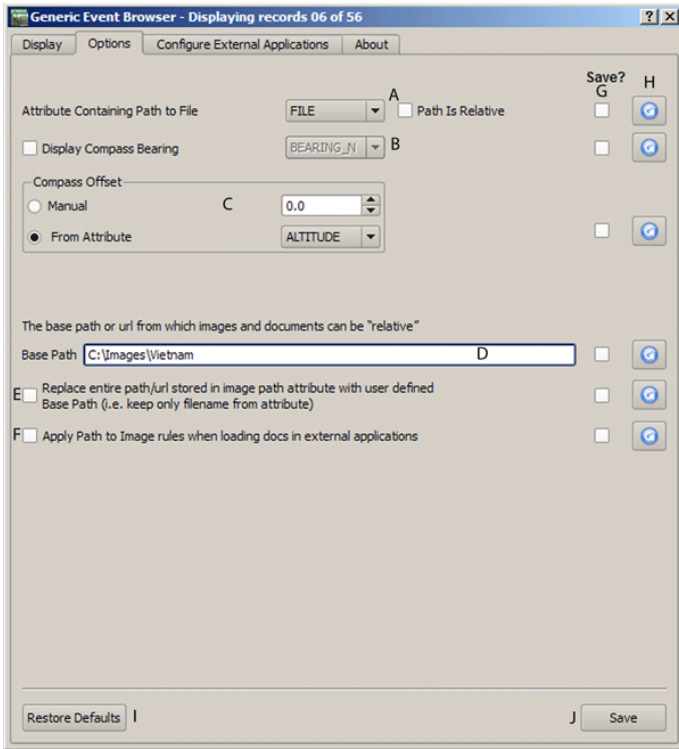 Generic Event Browser - Displaying records 06 of 56
Display Options Configure External Applications About
Save?
A G H
Attribute Containing Path to File FILE Path Is Relative
Display Compass Bearing BEARING_N B
Compass Offset
Manual C 0.0
From Attribute ALTITUDE
The base path or url from which images and documents can be "relative"
Base Path C:\Images\Vietnam D
E Replace entire path/url stored in image path attribute with user defined
Base Path (i.e. keep only filename from attribute)
F Apply Path to Image rules when loading docs in external applications
Restore Defaults I J Save